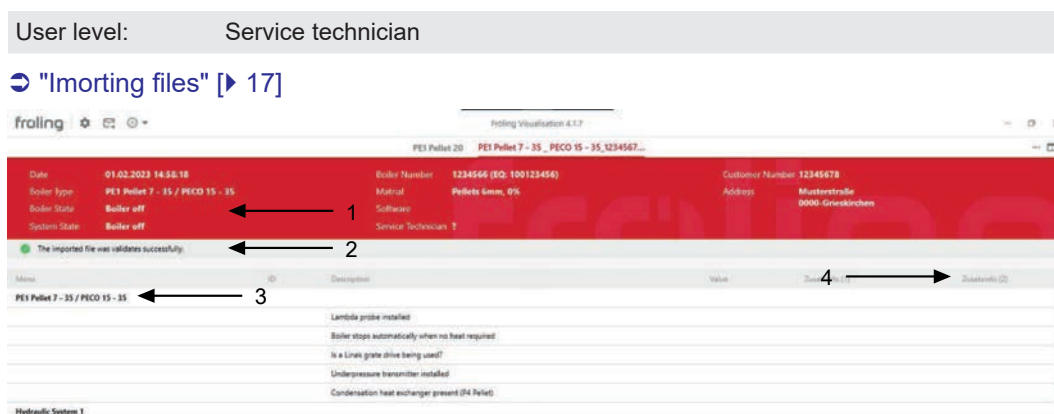 User level: Service technician
➲ "Imorting files" [▶ 17]
froling
Froling Visualisation 4.1.7
PE1 Pellet 20 PE1 Pellet 7 - 35 _ PECO 15 - 35_1234567...
Date 01.02.2023 14:58:18 Boiler Number 1234566 (EQ: 100123456) Customer Number 12345678
Boiler Type PE1 Pellet 7 - 35 / PECO 15 - 35 Matrial Pellets 6mm, 0% Address Musterstraße
Boiler State Boiler off 1 Software 0000-Grieskirchen
System State Boiler off Service Technician ?
The imported file was validates successfully. 2
Menu ID Description Value Zusatzinfo (1) 4 Zusatzinfo (2)
PE1 Pellet 7 - 35 / PECO 15 - 35 3
Lambda probe installed
Boiler stops automatically when no heat required
Is a Linek grate drive being used?
Underpressure transmitter installed
Condensation heat exchanger present (P4 Pellet)
Hydraulic System 1